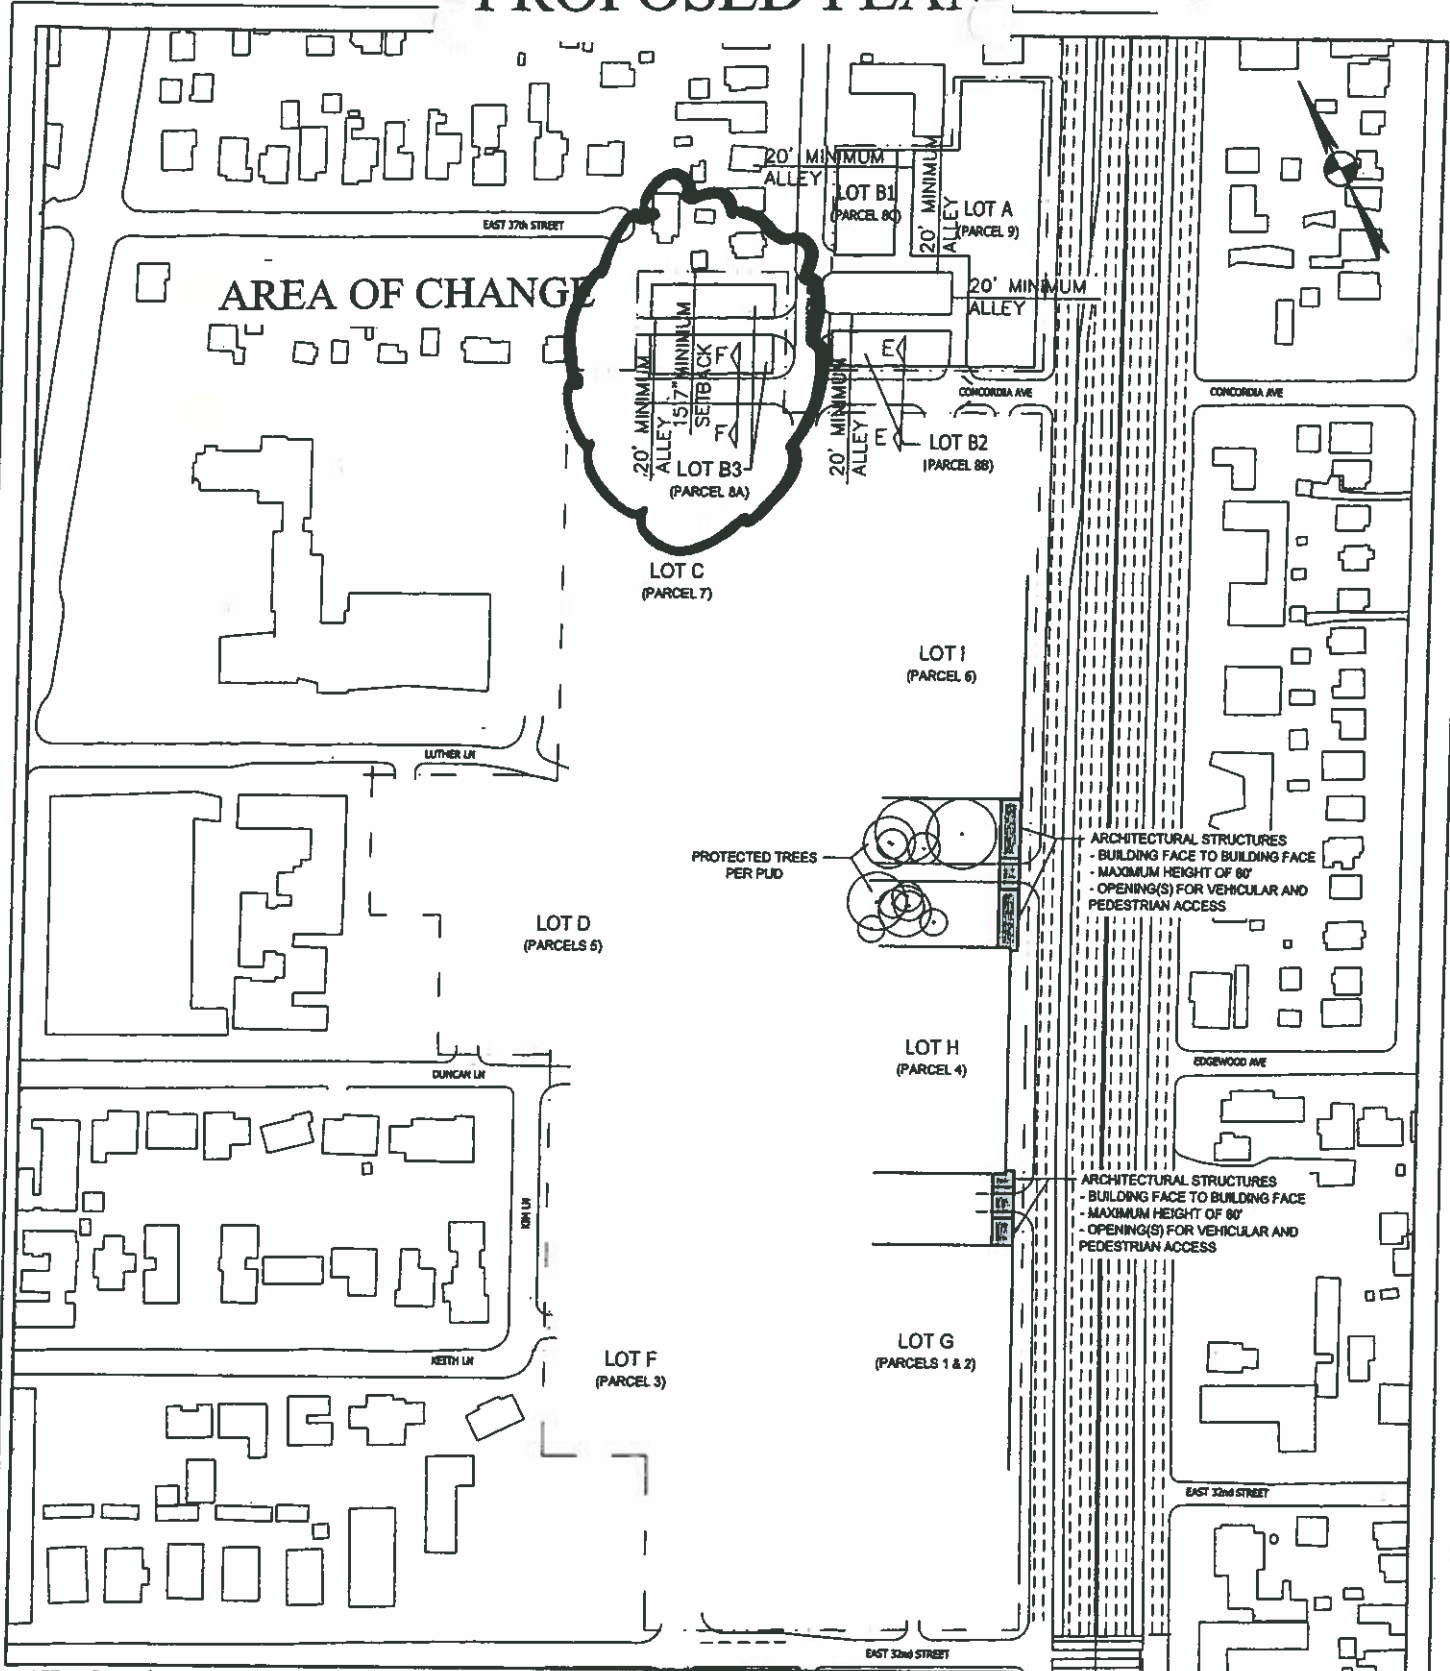 PROPOSED PLAN
20' MINIMUM
ALLEY
LOT B1
(PARCEL 8C)
20' MINIMUM
ALLEY
LOT A
(PARCEL 9)
EAST 37th STREET
AREA OF CHANGE
20' MINIMUM
ALLEY
20' MINIMUM
ALLEY
15'7" MINIMUM
SETBACK
F
F
E
E
20' MINIMUM
ALLEY
CONCORDIA AVE
CONCORDIA AVE
LOT B2
(PARCEL 8B)
LOT B3
(PARCEL 8A)
LOT C
(PARCEL 7)
LOT I
(PARCEL 6)
LUTHER LN
PROTECTED TREES
PER PUD
ARCHITECTURAL STRUCTURES
- BUILDING FACE TO BUILDING FACE
- MAXIMUM HEIGHT OF 60'
- OPENING(S) FOR VEHICULAR AND
PEDESTRIAN ACCESS
LOT D
(PARCELS 5)
LOT H
(PARCEL 4)
EDGEWOOD AVE
DUNCAN LN
KIM LN
ARCHITECTURAL STRUCTURES
- BUILDING FACE TO BUILDING FACE
- MAXIMUM HEIGHT OF 60'
- OPENING(S) FOR VEHICULAR AND
PEDESTRIAN ACCESS
KEITH LN
LOT F
(PARCEL 3)
LOT G
(PARCELS 1 & 2)
EAST 32nd STREET
EAST 32nd STREET